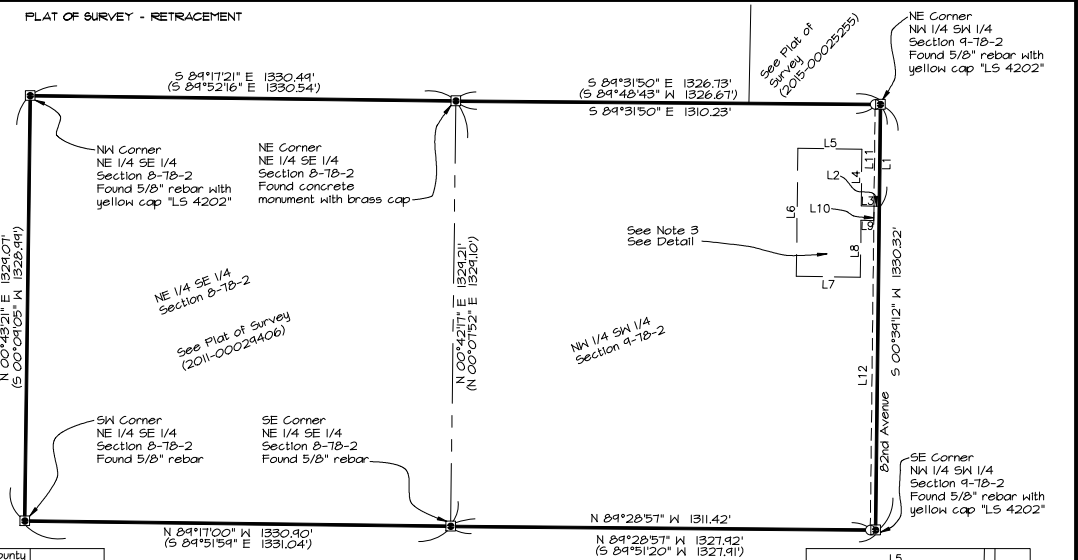 PLAT OF SURVEY - RETRACEMENT
S 89°17'21" E 1330.49'
(S 89°52'16" E 1330.54')
S 89°31'50" E 1326.73'
(S 89°48'43" W 1326.67')
S 89°31'50" E 1310.23'
See Plat of
Survey
(2015-00025255)
NE Corner
NW 1/4 SW 1/4
Section 9-78-2
Found 5/8" rebar with
yellow cap "LS 4202"
NW Corner
NE 1/4 SE 1/4
Section 8-78-2
Found 5/8" rebar with
yellow cap "LS 4202"
NE Corner
NE 1/4 SE 1/4
Section 8-78-2
Found concrete
monument with brass cap
L5
L11
L1
L4
L2
L3
L6
L10
L9
L8
L7
See Note 3
See Detail
N 00°43'21" E 1329.07'
(S 00°09'05" W 1328.99')
NE 1/4 SE 1/4
Section 8-78-2
See Plat of Survey
(2011-00029406)
N 00°42'17" E 1329.21'
(N 00°07'52" E 1329.10')
NW 1/4 SW 1/4
Section 9-78-2
L12
S 00°39'12" W 1330.32'
82nd Avenue
SW Corner
NE 1/4 SE 1/4
Section 8-78-2
Found 5/8" rebar
SE Corner
NE 1/4 SE 1/4
Section 8-78-2
Found 5/8" rebar
SE Corner
NW 1/4 SW 1/4
Section 9-78-2
Found 5/8" rebar with
yellow cap "LS 4202"
N 89°17'00" W 1330.90'
(S 89°51'59" E 1331.04')
N 89°28'57" W 1311.42'
N 89°28'57" W 1327.92'
(S 89°51'20" W 1327.91')
ounty
L5